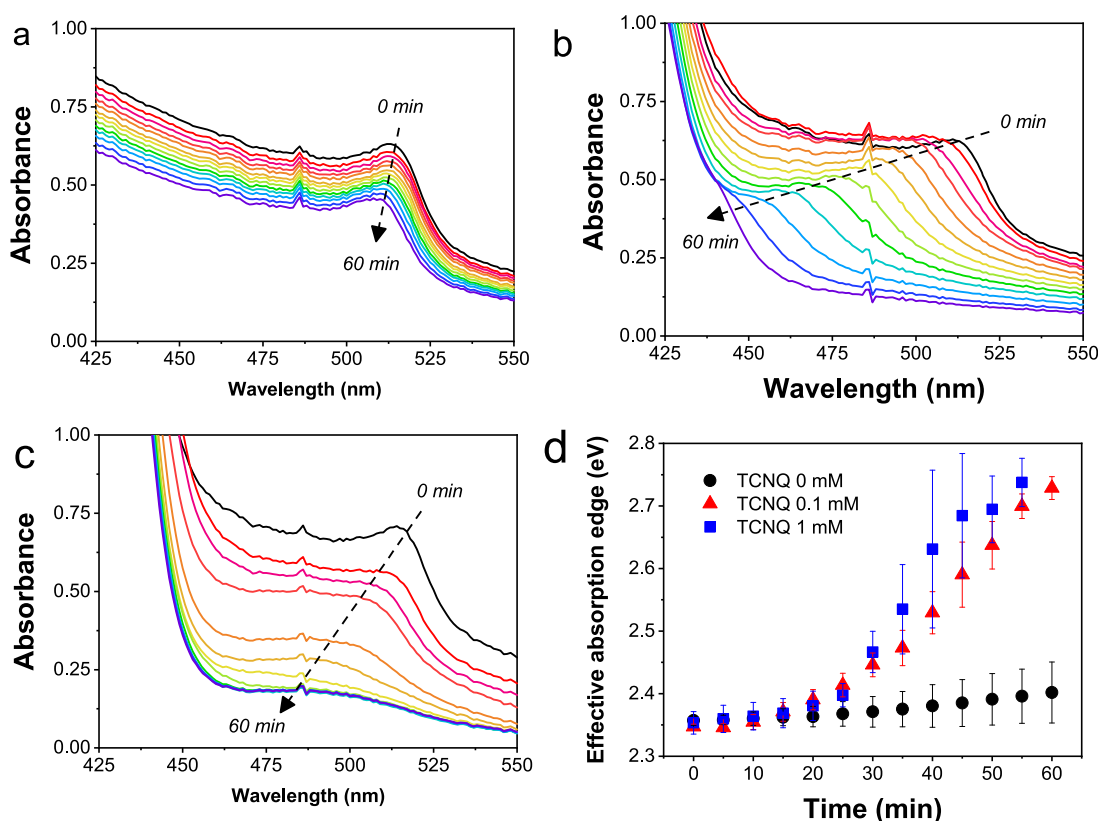 a
1.00
0.75
0.50
0.25
0.00
Absorbance
0 min
60 min
425 450 475 500 525 550
Wavelength (nm)
b
1.00
0.75
0.50
0.25
0.00
Absorbance
0 min
60 min
425 450 475 500 525 550
Wavelength (nm)
c
1.00
0.75
0.50
0.25
0.00
Absorbance
0 min
60 min
425 450 475 500 525 550
Wavelength (nm)
d
2.8
2.7
2.6
2.5
2.4
2.3
Effective absorption edge (eV)
TCNQ 0 mM
TCNQ 0.1 mM
TCNQ 1 mM
0 10 20 30 40 50 60
Time (min)